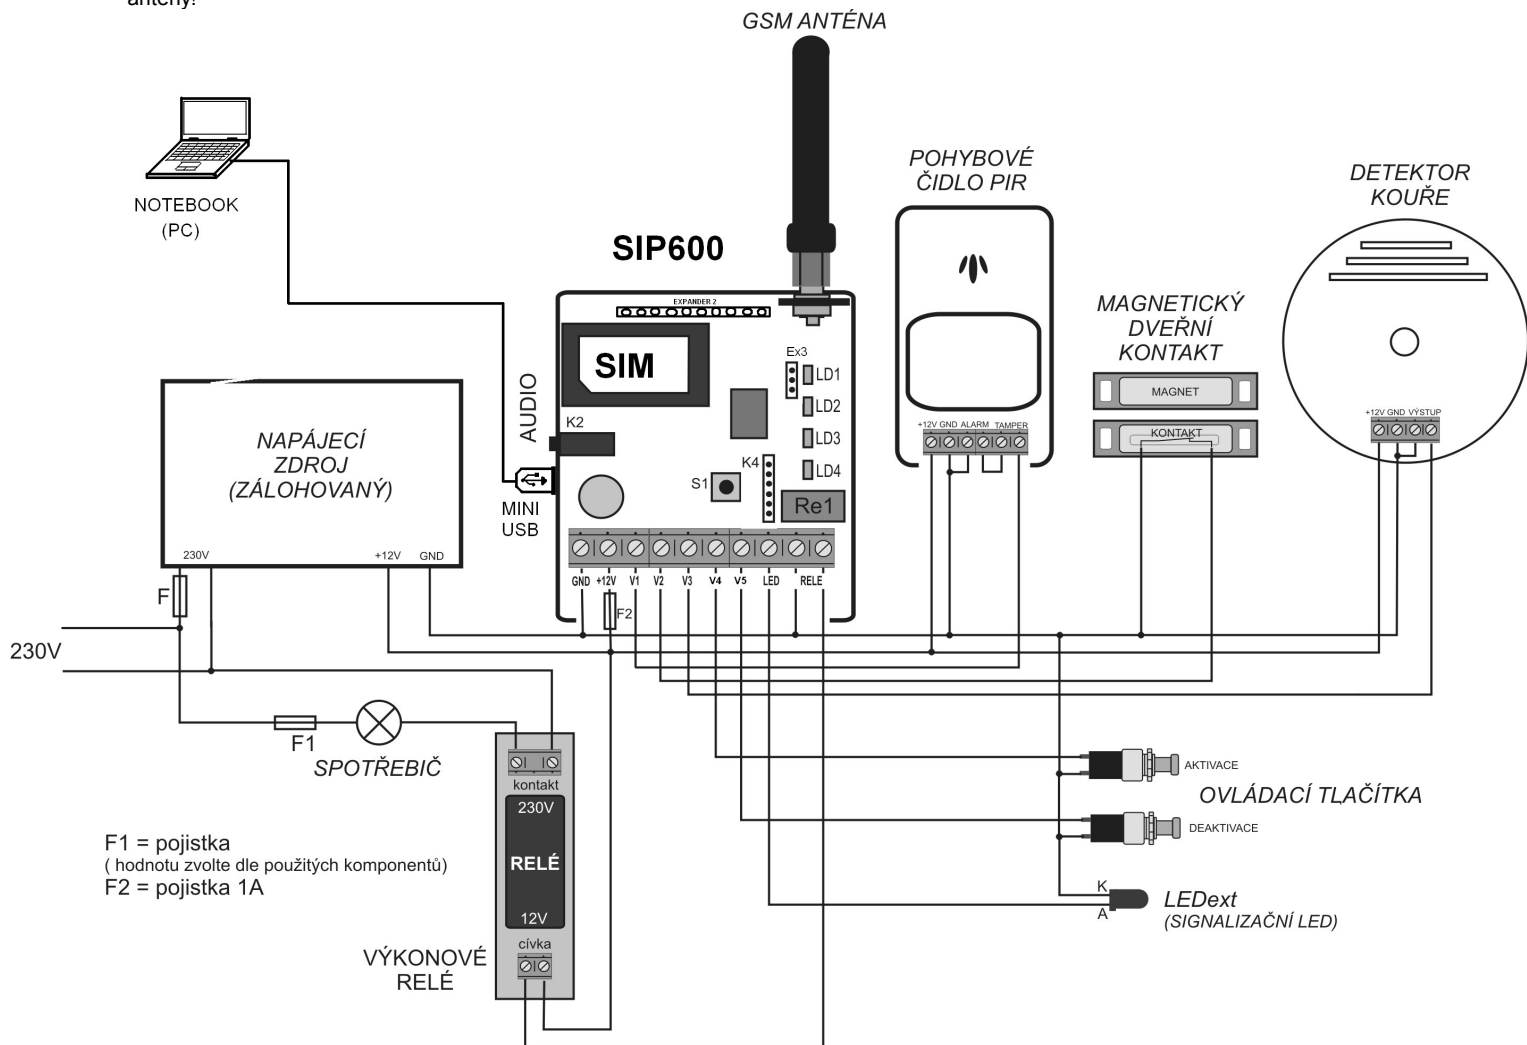 antény!
GSM ANTÉNA
NOTEBOOK
(PC)
SIP600
EXPANDER 2
SIM
AUDIO
K2
MINI
USB
Ex3
LD1
LD2
LD3
LD4
K4
S1
Re1
GND +12V V1 V2 V3 V4 V5 LED RELE
F2
POHYBOVÉ
ČIDLO PIR
+12V GND ALARM TAMPER
MAGNETICKÝ
DVEŘNÍ
KONTAKT
MAGNET
KONTAKT
DETEKTOR
KOUŘE
+12V GND VÝSTUP
NAPÁJECÍ
ZDROJ
(ZÁLOHOVANÝ)
230V +12V GND
F
230V
F1
SPOTŘEBIČ
kontakt
230V
RELÉ
12V
cívka
VÝKONOVÉ
RELÉ
F1 = pojistka
( hodnotu zvolte dle použitých komponentů)
F2 = pojistka 1A
AKTIVACE
OVLÁDACÍ TLAČÍTKA
DEAKTIVACE
K
A
LEDext
(SIGNALIZAČNÍ LED)